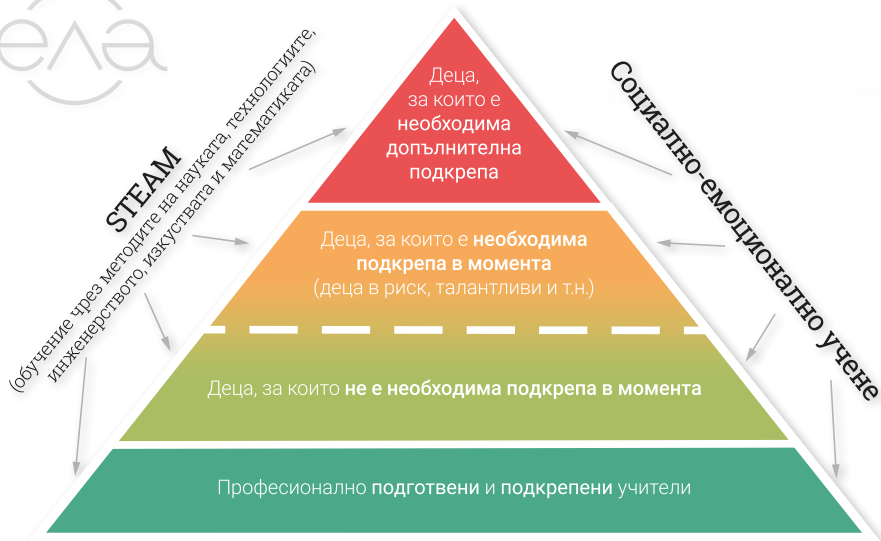 ела
STEAM
(обучение чрез методите на науката, технологиите,
инженерството, изкуствата и математиката)
Социално-емоционално учене
Деца,
за които е
необходима
допълнителна
подкрепа
Деца, за които е необходима
подкрепа в момента
(деца в риск, талантливи и т.н.)
Деца, за които не е необходима подкрепа в момента
Професионално подготвени и подкрепени учители